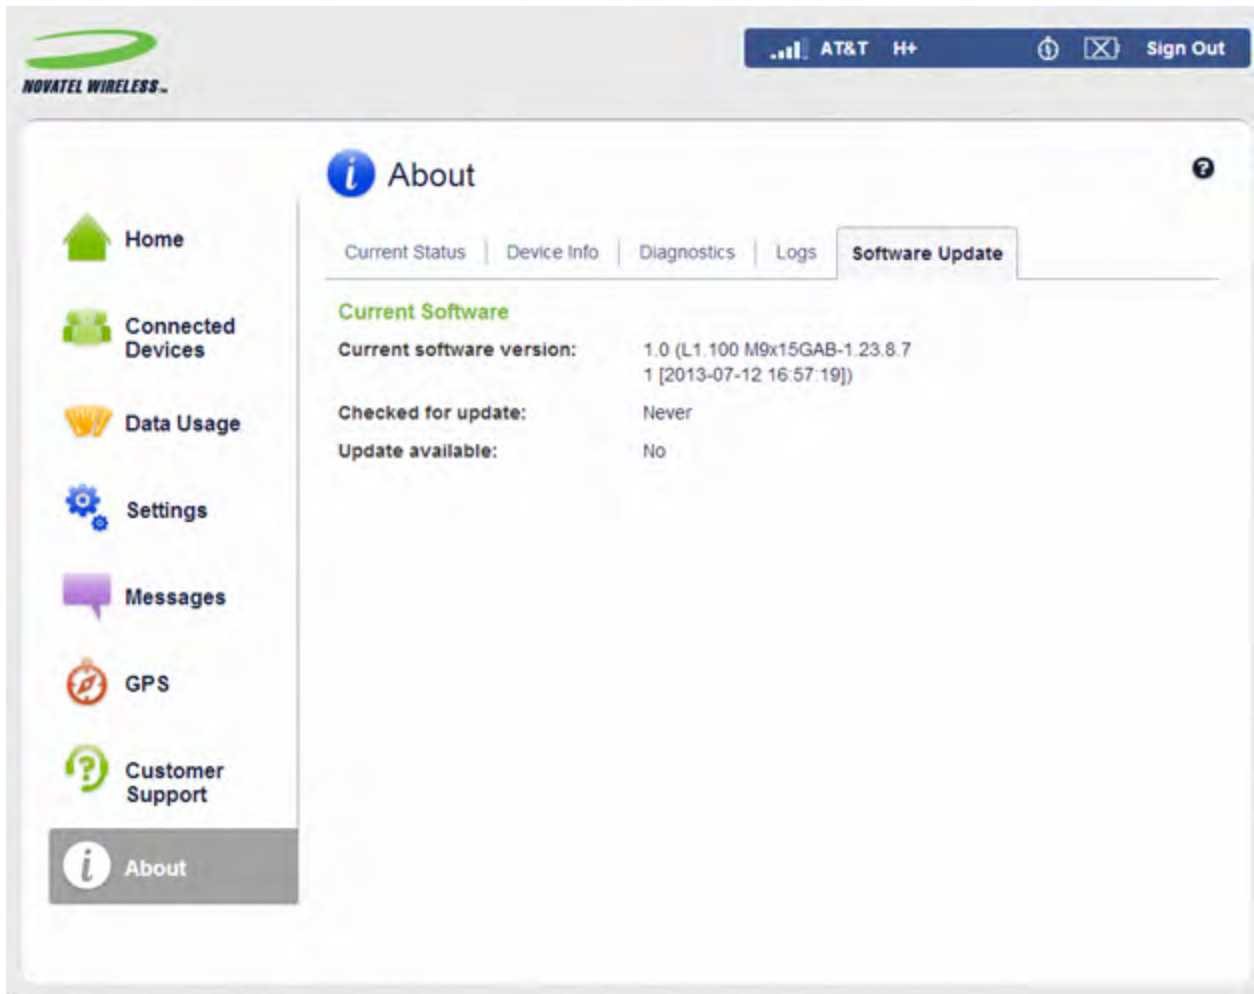 NOVATEL WIRELESS™
AT&T H+ Sign Out
About
Home
Connected
Devices
Data Usage
Settings
Messages
GPS
Customer
Support
About
Current Status Device Info Diagnostics Logs Software Update
Current Software
Current software version: 1.0 (L1.100 M9x15GAB-1.23.8.7
1 [2013-07-12 16:57:19])
Checked for update: Never
Update available: No